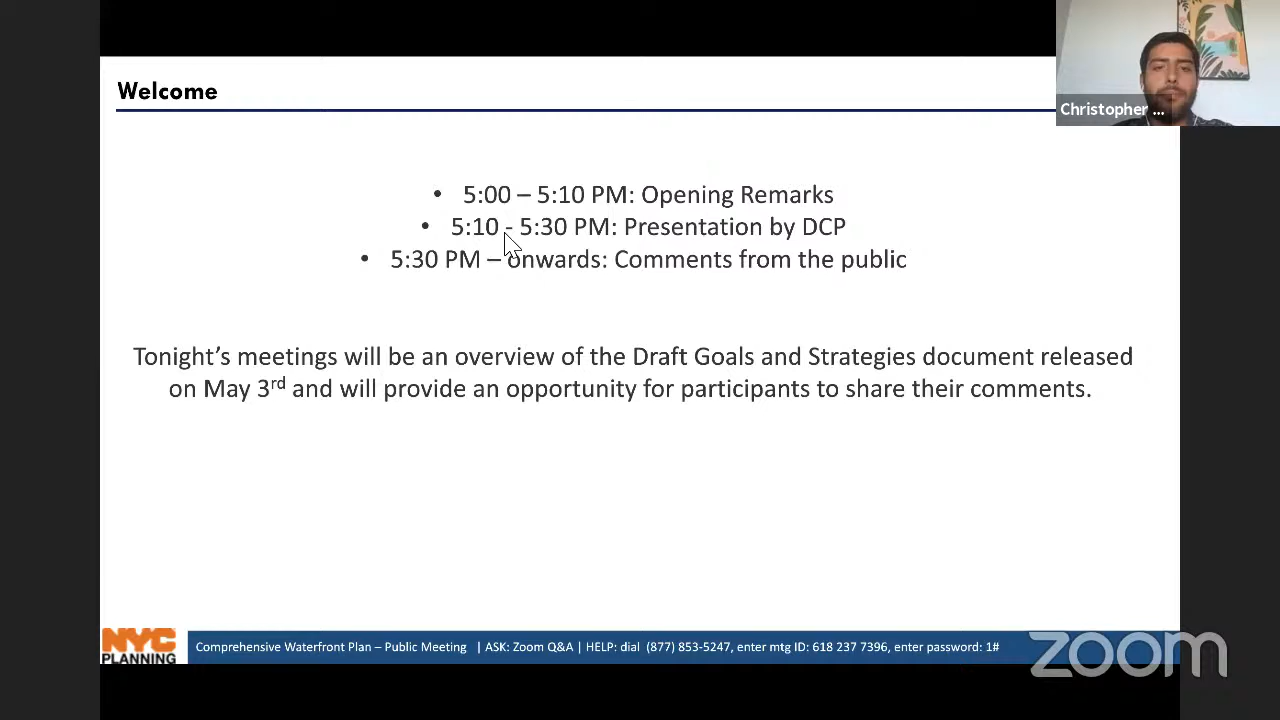 Welcome
Christopher ...
• 5:00 – 5:10 PM: Opening Remarks
• 5:10 - 5:30 PM: Presentation by DCP
• 5:30 PM – onwards: Comments from the public
Tonight’s meetings will be an overview of the Draft Goals and Strategies document released
on May 3rd and will provide an opportunity for participants to share their comments.
NYC
PLANNING
Comprehensive Waterfront Plan – Public Meeting | ASK: Zoom Q&A | HELP: dial (877) 853-5247, enter mtg ID: 618 237 7396, enter password: 1#
zoom